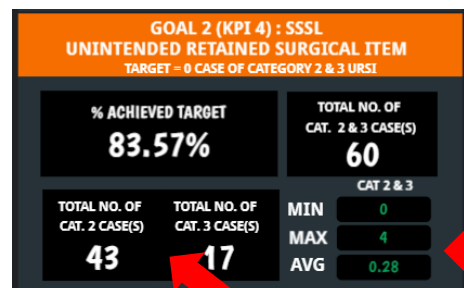 GOAL 2 (KPI 4) : SSSL
UNINTENDED RETAINED SURGICAL ITEM
TARGET = 0 CASE OF CATEGORY 2 & 3 URSI
% ACHIEVED TARGET
83.57%
TOTAL NO. OF
CAT. 2 & 3 CASE(S)
60
TOTAL NO. OF
CAT. 2 CASE(S)
43
TOTAL NO. OF
CAT. 3 CASE(S)
17
CAT 2 & 3
MIN 0
MAX 4
AVG 0.28